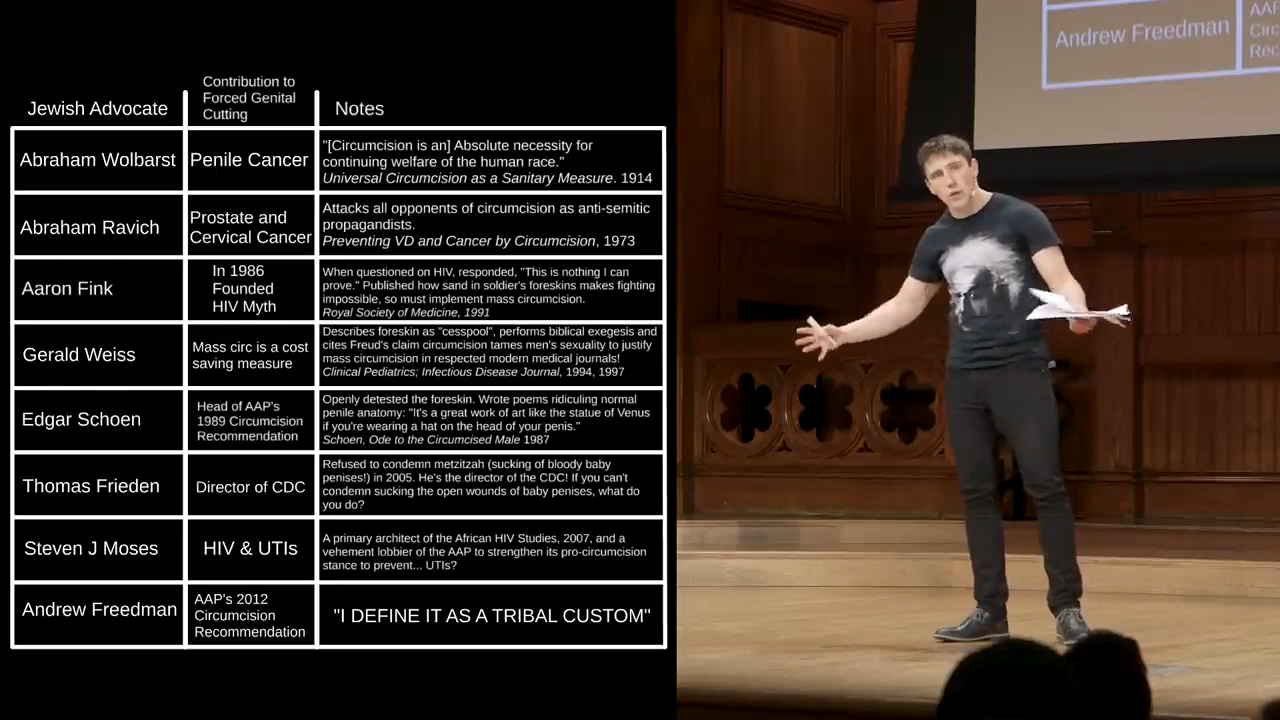 Jewish Advocate
Contribution to
Forced Genital
Cutting
Notes
Abraham Wolbarst
Penile Cancer
"[Circumcision is an] Absolute necessity for
continuing welfare of the human race."
Universal Circumcision as a Sanitary Measure. 1914
Abraham Ravich
Prostate and
Cervical Cancer
Attacks all opponents of circumcision as anti-semitic
propagandists.
Preventing VD and Cancer by Circumcision, 1973
Aaron Fink
In 1986
Founded
HIV Myth
When questioned on HIV, responded, "This is nothing I can
prove." Published how sand in soldier's foreskins makes fighting
impossible, so must implement mass circumcision.
Royal Society of Medicine, 1991
Gerald Weiss
Mass circ is a cost
saving measure
Describes foreskin as "cesspool", performs biblical exegesis and
cites Freud's claim circumcision tames men's sexuality to justify
mass circumcision in respected modern medical journals!
Clinical Pediatrics; Infectious Disease Journal, 1994, 1997
Edgar Schoen
Head of AAP's
1989 Circumcision
Recommendation
Openly detested the foreskin. Wrote poems ridiculing normal
penile anatomy: "It's a great work of art like the statue of Venus
if you're wearing a hat on the head of your penis."
Schoen, Ode to the Circumcised Male 1987
Thomas Frieden
Director of CDC
Refused to condemn metzitzah (sucking of bloody baby
penises!) in 2005. He's the director of the CDC! If you can't
condemn sucking the open wounds of baby penises, what do
you do?
Steven J Moses
HIV & UTIs
A primary architect of the African HIV Studies, 2007, and a
vehement lobbier of the AAP to strengthen its pro-circumcision
stance to prevent... UTIs?
Andrew Freedman
AAP's 2012
Circumcision
Recommendation
"I DEFINE IT AS A TRIBAL CUSTOM"
Andrew Freedman
AAP
Circ
Rec